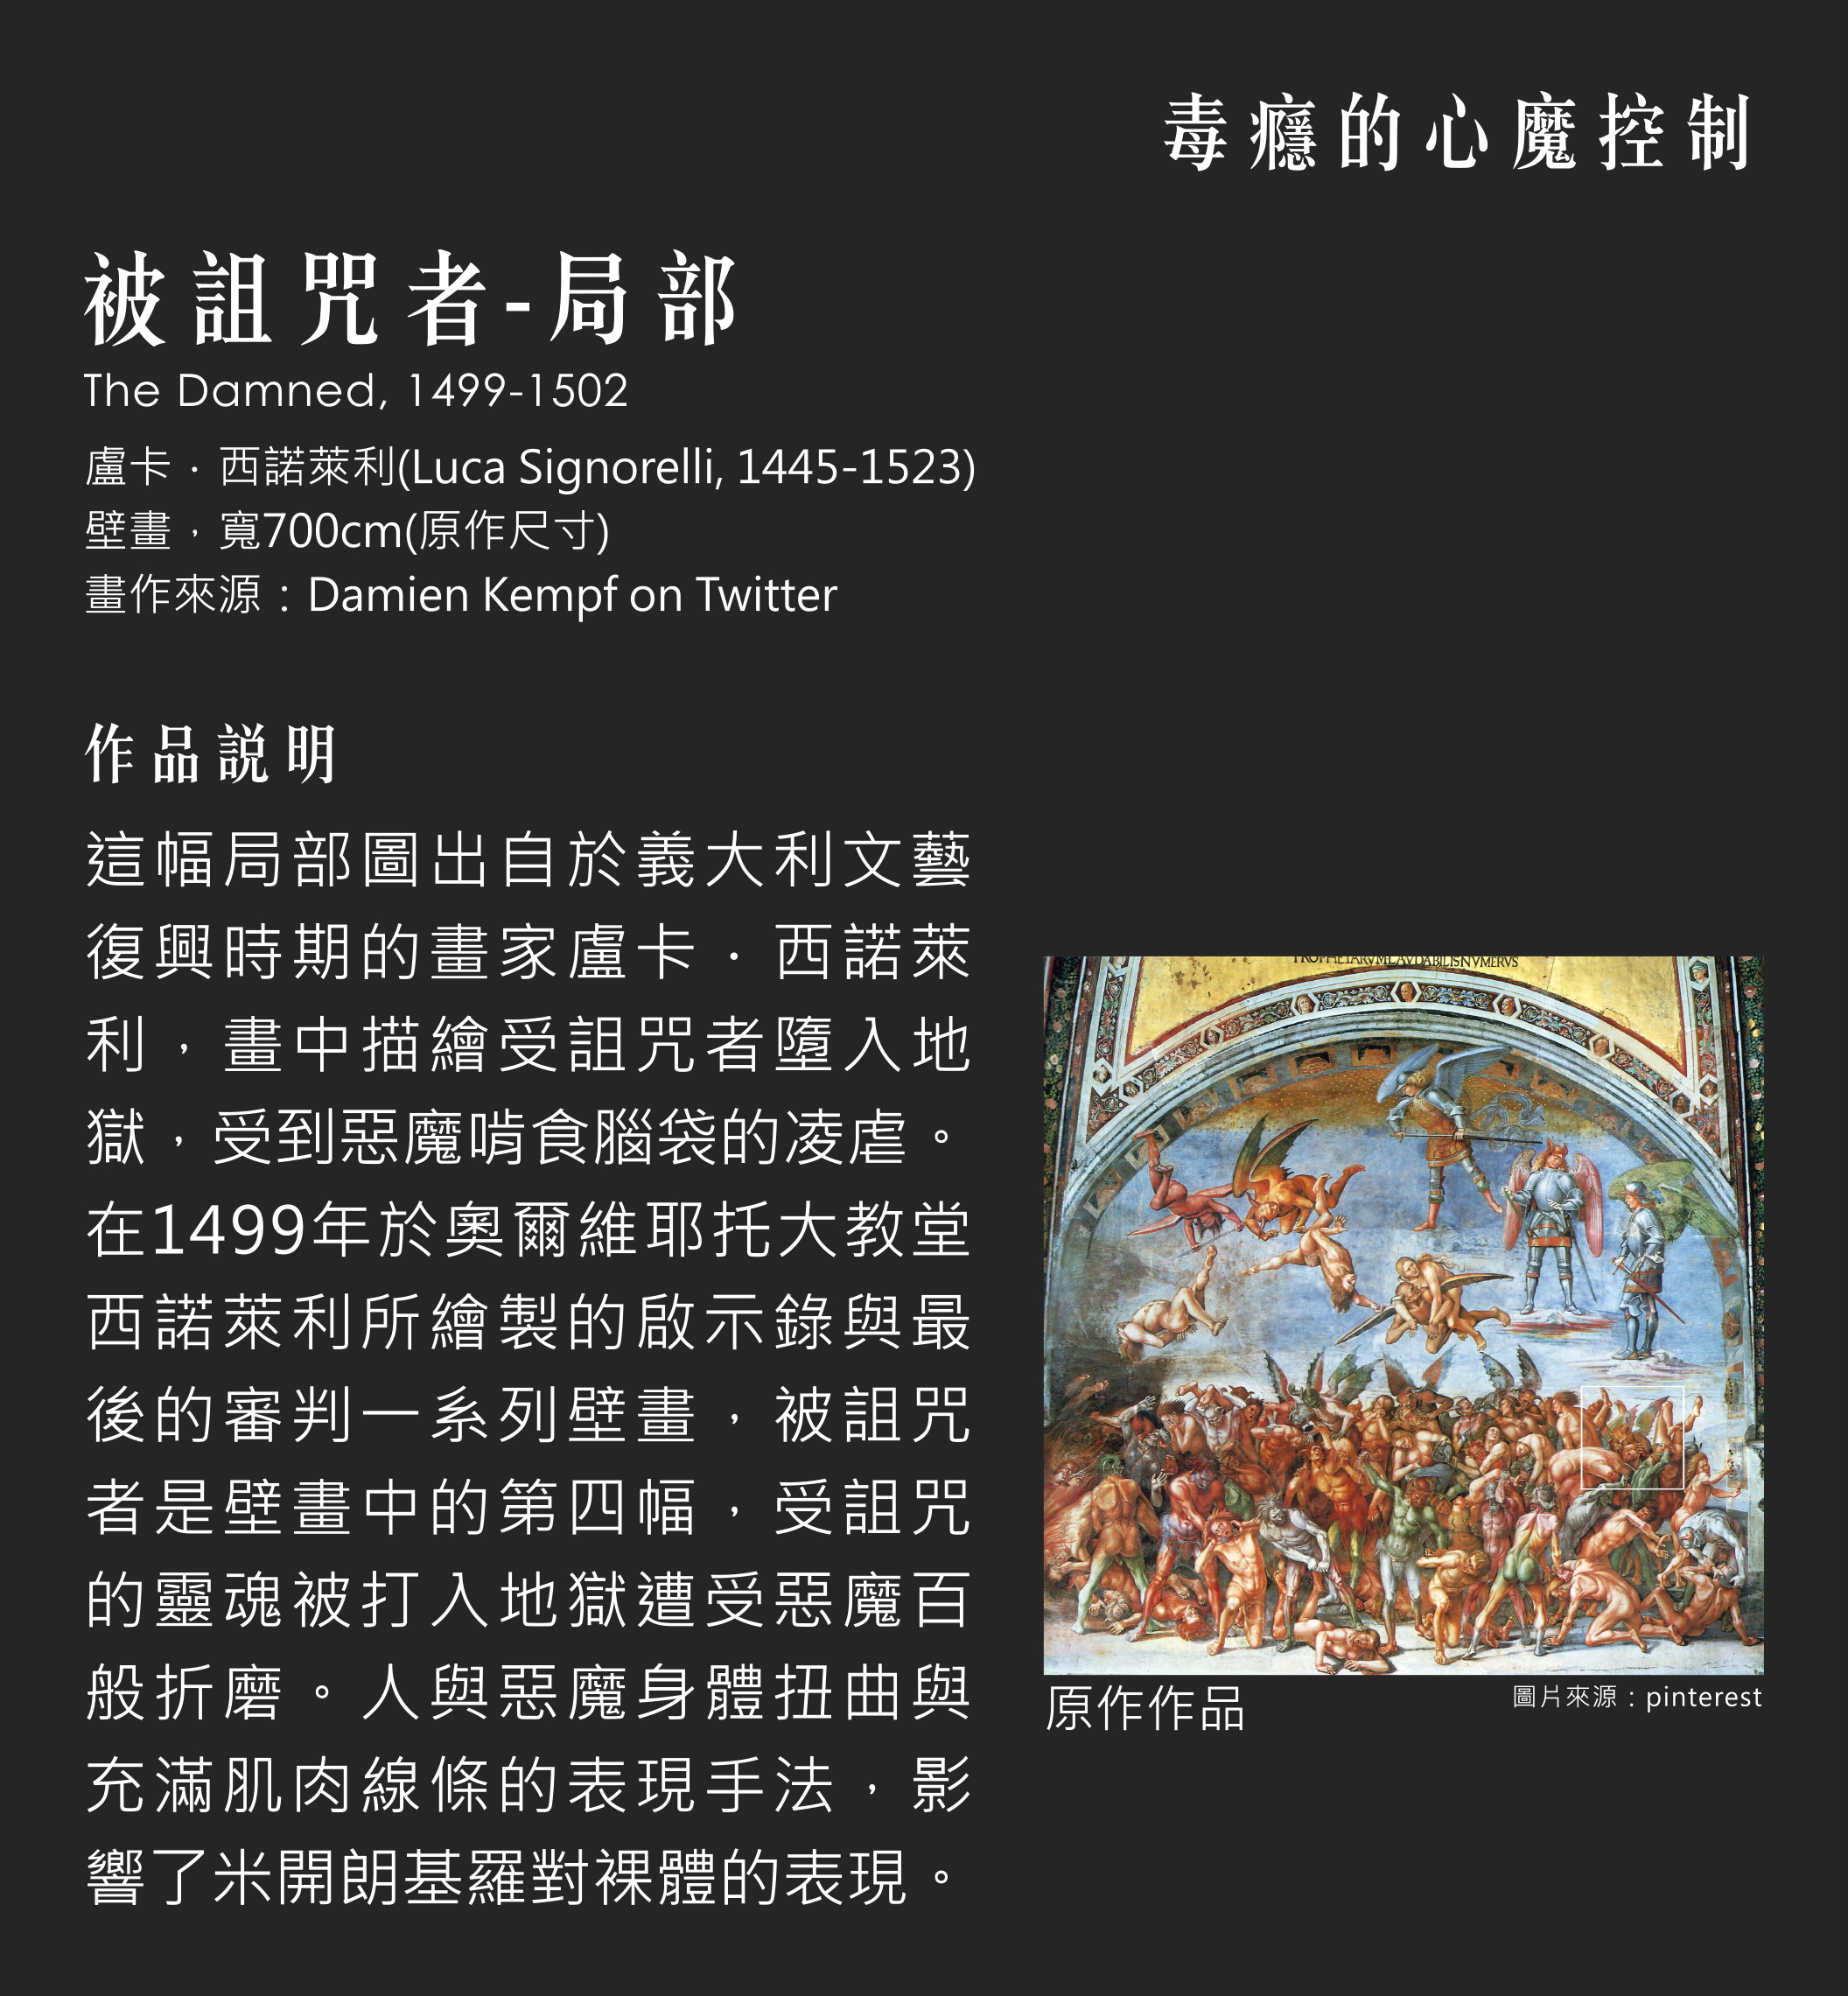 毒癮的心魔控制
被詛咒者-局部
The Damned, 1499-1502
盧卡．西諾萊利(Luca Signorelli, 1445-1523)
壁畫，寬700cm(原作尺寸)
畫作來源：Damien Kempf on Twitter
作品說明
這幅局部圖出自於義大利文藝
復興時期的畫家盧卡．西諾萊
利，畫中描繪受詛咒者墮入地
獄，受到惡魔啃食腦袋的凌虐。
在1499年於奧爾維耶托大教堂
西諾萊利所繪製的啟示錄與最
後的審判一系列壁畫，被詛咒
者是壁畫中的第四幅，受詛咒
的靈魂被打入地獄遭受惡魔百
般折磨。人與惡魔身體扭曲與
充滿肌肉線條的表現手法，影
響了米開朗基羅對裸體的表現。
PROPHETARVMLAVDABILISNVMERVS
原作作品
圖片來源：pinterest